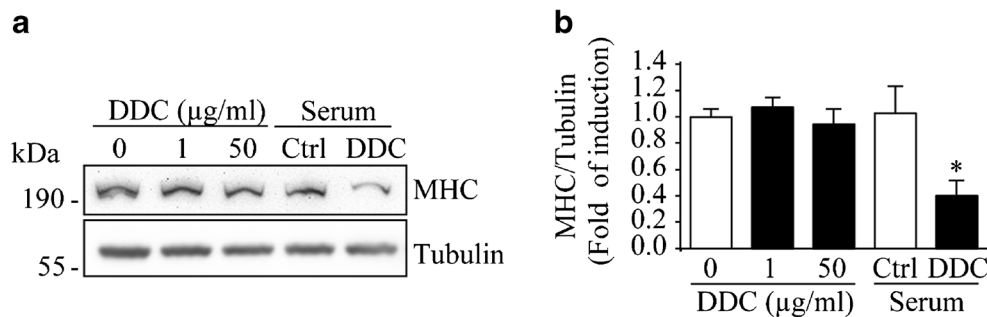 a
DDC (µg/ml) Serum
kDa 0 1 50 Ctrl DDC
190 - MHC
55 - Tubulin
b
MHC/Tubulin
(Fold of induction)
1.4
1.2
1.0
0.8
0.6
0.4
0.2
0.0
*
0 1 50 Ctrl DDC
DDC (µg/ml) Serum